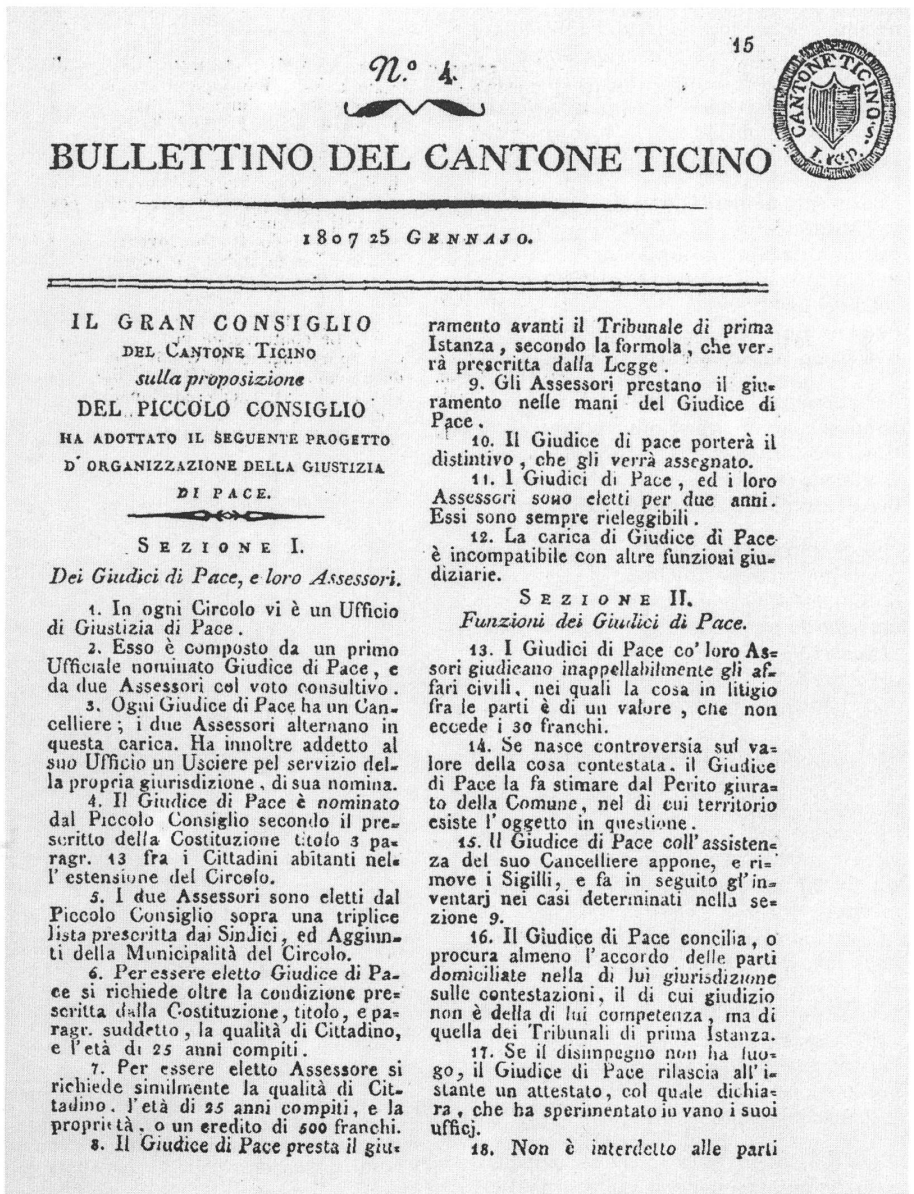 15
N.º 4.
BULLETTINO DEL CANTONE TICINO
CANTONE TICINO
1807 25 GENNAJO.
IL GRAN CONSIGLIO
DEL CANTONE TICINO
sulla proposizione
DEL PICCOLO CONSIGLIO
HA ADOTTATO IL SEGUENTE PROGETTO
D' ORGANIZZAZIONE DELLA GIUSTIZIA
DI PACE.
SEZIONE I.
Dei Giudici di Pace, e loro Assessori.
1. In ogni Circolo vi è un Ufficio
di Giustizia di Pace.
2. Esso è composto da un primo
Ufficiale nominato Giudice di Pace, e
da due Assessori col voto consultivo.
3. Ogni Giudice di Pace ha un Can=
celliere; i due Assessori alternano in
questa carica. Ha innoltre addetto al
suo Ufficio un Usciere pel servizio del=
la propria giurisdizione, di sua nomina.
4. Il Giudice di Pace è nominato
dal Piccolo Consiglio secondo il pre=
scritto della Costituzione titolo 3 pa=
ragr. 13 fra i Cittadini abitanti nel=
l' estensione del Circolo.
5. I due Assessori sono eletti dal
Piccolo Consiglio sopra una triplice
lista prescritta dai Sindici, ed Aggiun=
ti della Municipalità del Circolo.
6. Per essere eletto Giudice di Pa=
ce si richiede oltre la condizione pre=
scritta dalla Costituzione, titolo, e pa=
ragr. suddetto, la qualità di Cittadino,
e l'età di 25 anni compiti.
7. Per essere eletto Assessore si
richiede similmente la qualità di Cit=
tadino. l'età di 25 anni compiti, e la
proprietà, o un credito di 500 franchi.
8. Il Giudice di Pace presta il giu=
ramento avanti il Tribunale di prima
Istanza, secondo la formola, che ver=
rà prescritta dalla Legge.
9. Gli Assessori prestano il giu=
ramento nelle mani del Giudice di
Pace.
10. Il Giudice di pace porterà il
distintivo, che gli verrà assegnato.
11. I Giudici di Pace, ed i loro
Assessori sono eletti per due anni.
Essi sono sempre rieleggibili.
12. La carica di Giudice di Pace
è incompatibile con altre funzioni giu=
diziarie.
SEZIONE II.
Funzioni dei Giudici di Pace.
13. I Giudici di Pace co' loro As=
sori giudicano inappellabilmente gli af=
fari civili, nei quali la cosa in litigio
fra le parti è di un valore, che non
eccede i 30 franchi.
14. Se nasce controversia sul va=
lore della cosa contestata. il Giudice
di Pace la fa stimare dal Perito giura=
to della Comune, nel di cui territorio
esiste l' oggetto in questione.
15. Il Giudice di Pace coll' assisten=
za del suo Cancelliere appone, e ri=
move i Sigilli, e fa in seguito gl' in=
ventarj nei casi determinati nella se=
zione 9.
16. Il Giudice di Pace concilia, o
procura almeno l' accordo delle parti
domiciliate nella di lui giurisdizione
sulle contestazioni, il di cui giudizio
non è della di lui competenza, ma di
quella dei Tribunali di prima Istanza.
17. Se il disimpegno non ha luo=
go, il Giudice di Pace rilascia all' i=
stante un attestato, col quale dichia=
ra, che ha sperimentato in vano i suoi
ufficj.
18. Non è interdetto alle parti